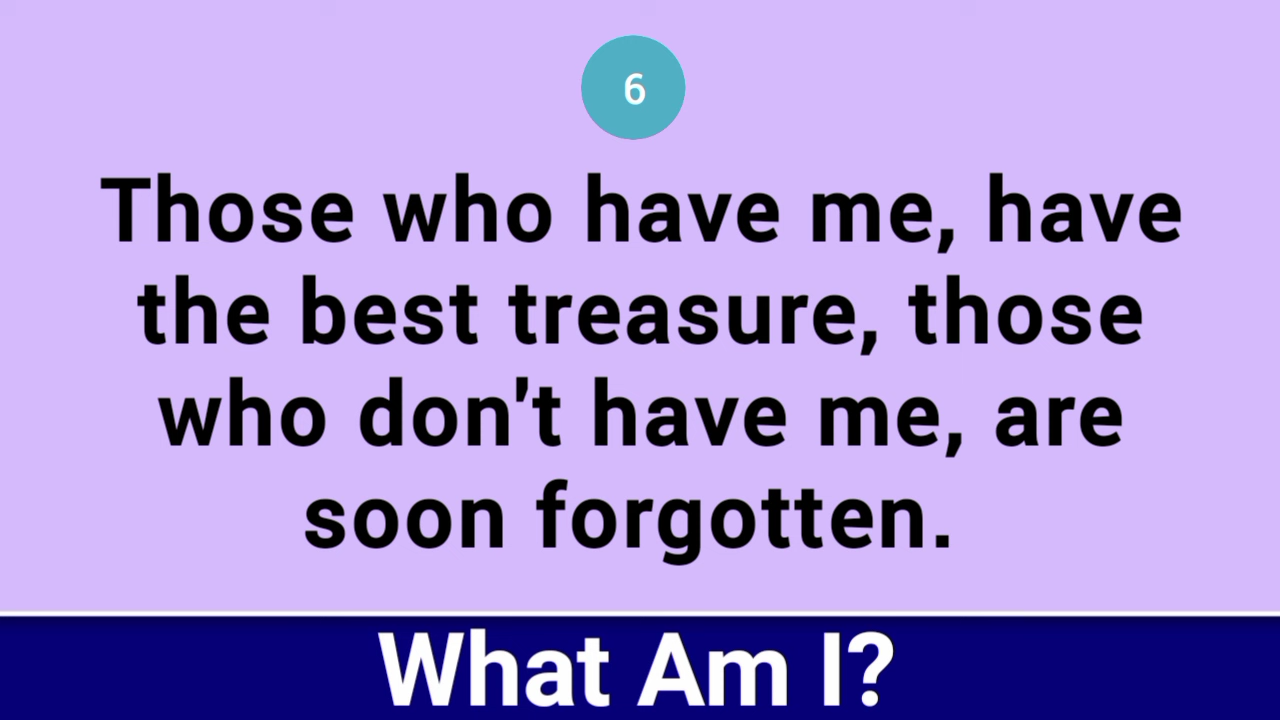 6
Those who have me, have
the best treasure, those
who don't have me, are
soon forgotten.
What Am I?